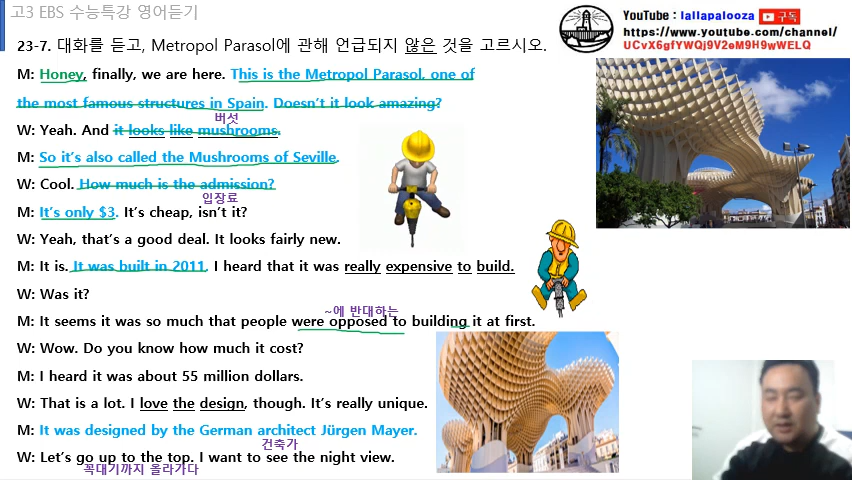 고3 EBS 수능특강 영어듣기
YouTube : lallapalooza 구독
https://www.youtube.com/channel/
UCvX6gfYWQj9V2eM9H9wWELQ
23-7. 대화를 듣고, Metropol Parasol에 관해 언급되지 않은 것을 고르시오.
M: Honey, finally, we are here. This is the Metropol Parasol, one of
the most famous structures in Spain. Doesn't it look amazing?
버섯
W: Yeah. And it looks like mushrooms.
M: So it's also called the Mushrooms of Seville.
W: Cool. How much is the admission?
입장료
M: It's only $3. It's cheap, isn't it?
W: Yeah, that's a good deal. It looks fairly new.
M: It is. It was built in 2011. I heard that it was really expensive to build.
W: Was it?
~에 반대하는
M: It seems it was so much that people were opposed to building it at first.
W: Wow. Do you know how much it cost?
M: I heard it was about 55 million dollars.
W: That is a lot. I love the design, though. It's really unique.
M: It was designed by the German architect Jürgen Mayer.
건축가
W: Let's go up to the top. I want to see the night view.
꼭대기까지 올라가다